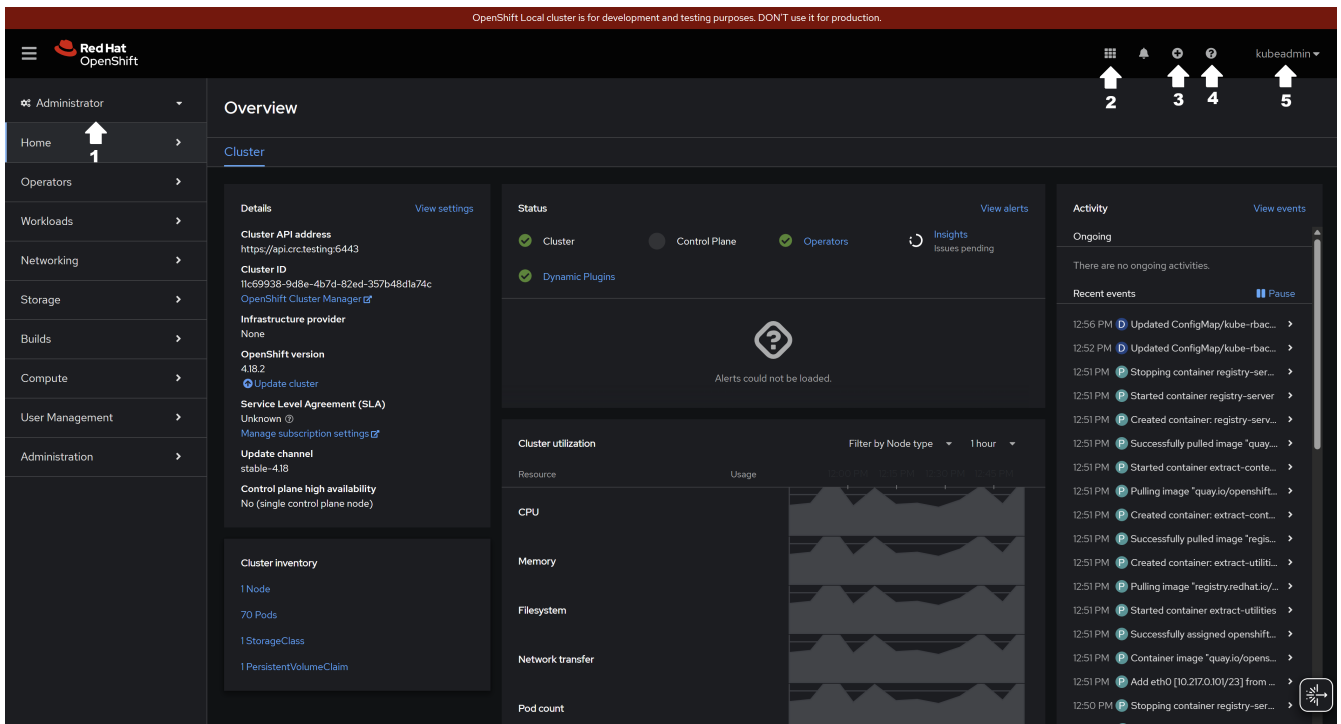 OpenShift Local cluster is for development and testing purposes. DON'T use it for production.
Red Hat
OpenShift
kubeadmin
2
3
4
5
Administrator
1
Home
Operators
Workloads
Networking
Storage
Builds
Compute
User Management
Administration
Overview
Cluster
Details
View settings
Cluster API address
https://api.crc.testing:6443
Cluster ID
11c69938-9d8e-4b7d-82ed-357b48d1a74c
OpenShift Cluster Manager
Infrastructure provider
None
OpenShift version
4.18.2
Update cluster
Service Level Agreement (SLA)
Unknown
Manage subscription settings
Update channel
stable-4.18
Control plane high availability
No (single control plane node)
Cluster inventory
1 Node
70 Pods
1 StorageClass
1 PersistentVolumeClaim
Status
View alerts
Cluster
Control Plane
Operators
Insights
Issues pending
Dynamic Plugins
Alerts could not be loaded.
Cluster utilization
Filter by Node type
1 hour
Resource
Usage
CPU
Memory
Filesystem
Network transfer
Pod count
Activity
View events
Ongoing
There are no ongoing activities.
Recent events
Pause
12:56 PM D Updated ConfigMap/kube-rbac...
12:52 PM D Updated ConfigMap/kube-rbac...
12:51 PM P Stopping container registry-ser...
12:51 PM P Started container registry-server
12:51 PM P Created container: registry-serv...
12:51 PM P Successfully pulled image "quay....
12:51 PM P Started container extract-conte...
12:51 PM P Pulling image "quay.io/openshift...
12:51 PM P Created container: extract-cont...
12:51 PM P Successfully pulled image "regis...
12:51 PM P Created container: extract-utiliti...
12:51 PM P Pulling image "registry.redhat.io/...
12:51 PM P Started container extract-utilities
12:51 PM P Successfully assigned openshift...
12:51 PM P Container image "quay.io/opens...
12:51 PM P Add eth0 [10.217.0.101/23] from ...
12:50 PM P Stopping container registry-ser...